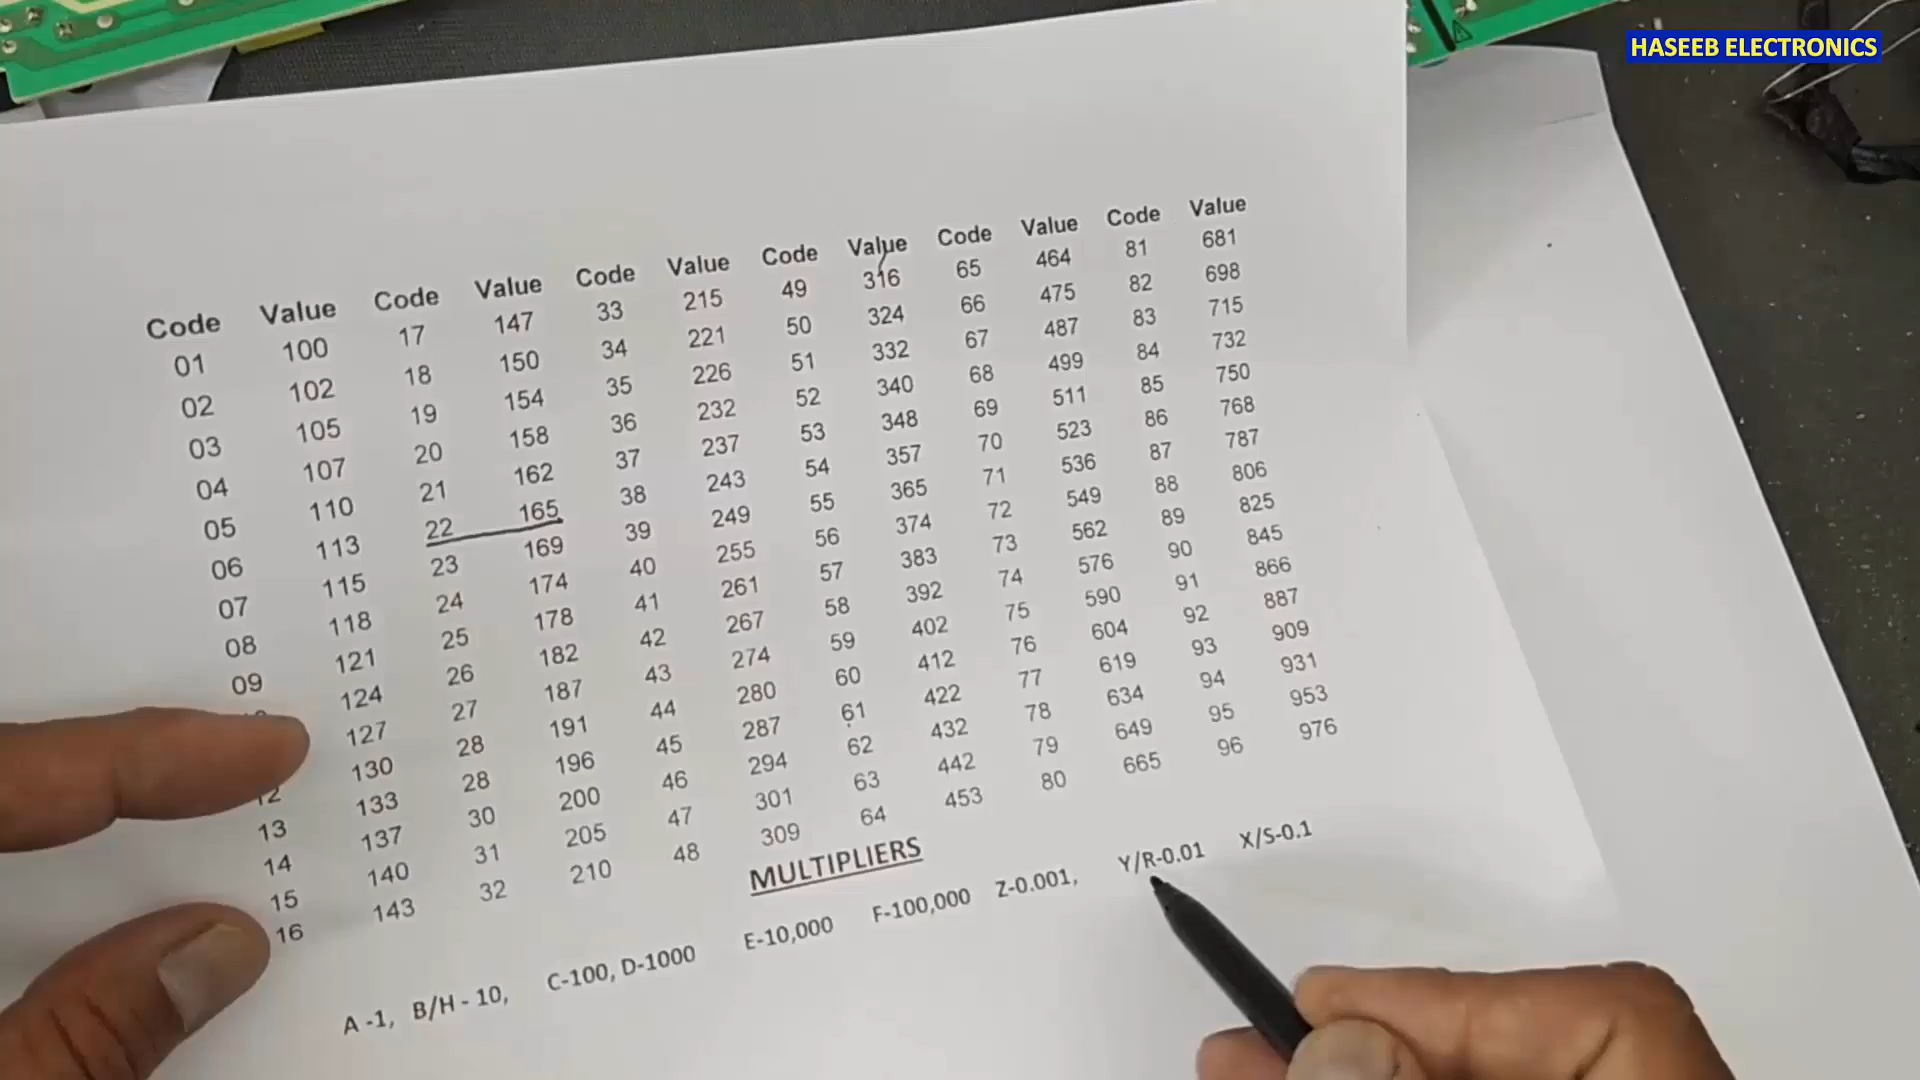 HASEEB ELECTRONICS
Code Value Code Value Code Value Code Value Code Value Code Value
01 100 17 147 33 215 49 316 65 464 81 681
02 102 18 150 34 221 50 324 66 475 82 698
03 105 19 154 35 226 51 332 67 487 83 715
04 107 20 158 36 232 52 340 68 499 84 732
05 110 21 162 37 237 53 348 69 511 85 750
06 113 22 165 38 243 54 357 70 523 86 768
07 115 23 169 39 249 55 365 71 536 87 787
08 118 24 174 40 255 56 374 72 549 88 806
09 121 25 178 41 261 57 383 73 562 89 825
124 26 182 42 267 58 392 74 576 90 845
127 27 187 43 274 59 402 75 590 91 866
12 130 28 191 44 280 60 412 76 604 92 887
13 133 28 196 45 287 61 422 77 619 93 909
14 137 30 200 46 294 62 432 78 634 94 931
15 140 31 205 47 301 63 442 79 649 95 953
16 143 32 210 48 309 64 453 80 665 96 976
MULTIPLIERS
A -1, B/H - 10, C-100, D-1000 E-10,000 F-100,000 Z-0.001, Y/R-0.01 X/S-0.1